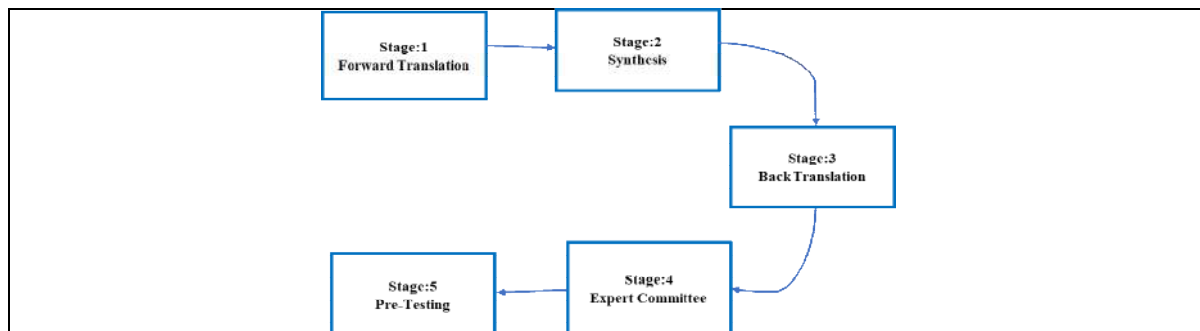 Stage:1
Forward Translation
Stage:2
Synthesis
Stage:3
Back Translation
Stage:4
Expert Committee
Stage:5
Pre-Testing